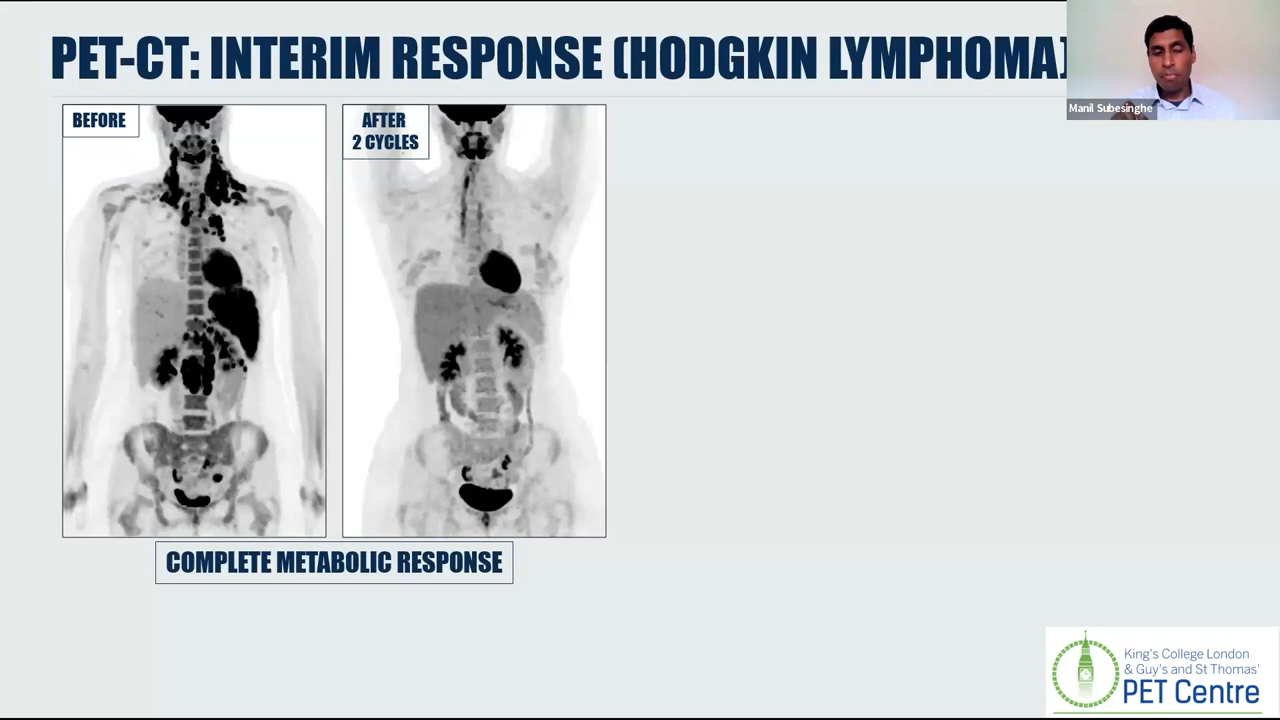 PET-CT: INTERIM RESPONSE (HODGKIN LYMPHOMA)
Manil Subesinghe
BEFORE
AFTER
2 CYCLES
COMPLETE METABOLIC RESPONSE
King's College London
& Guy's and St Thomas'
PET Centre